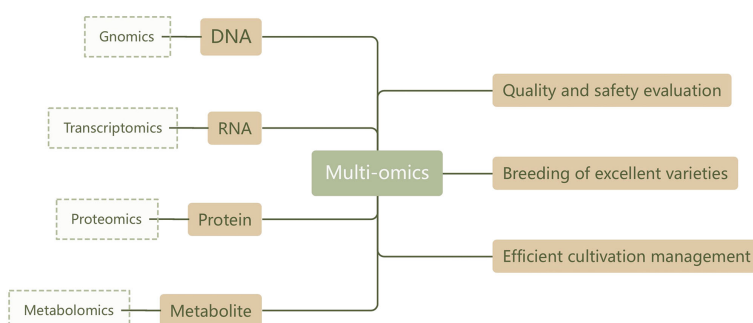 Gnomics
DNA
Transcriptomics
RNA
Proteomics
Protein
Metabolomics
Metabolite
Multi-omics
Quality and safety evaluation
Breeding of excellent varieties
Efficient cultivation management